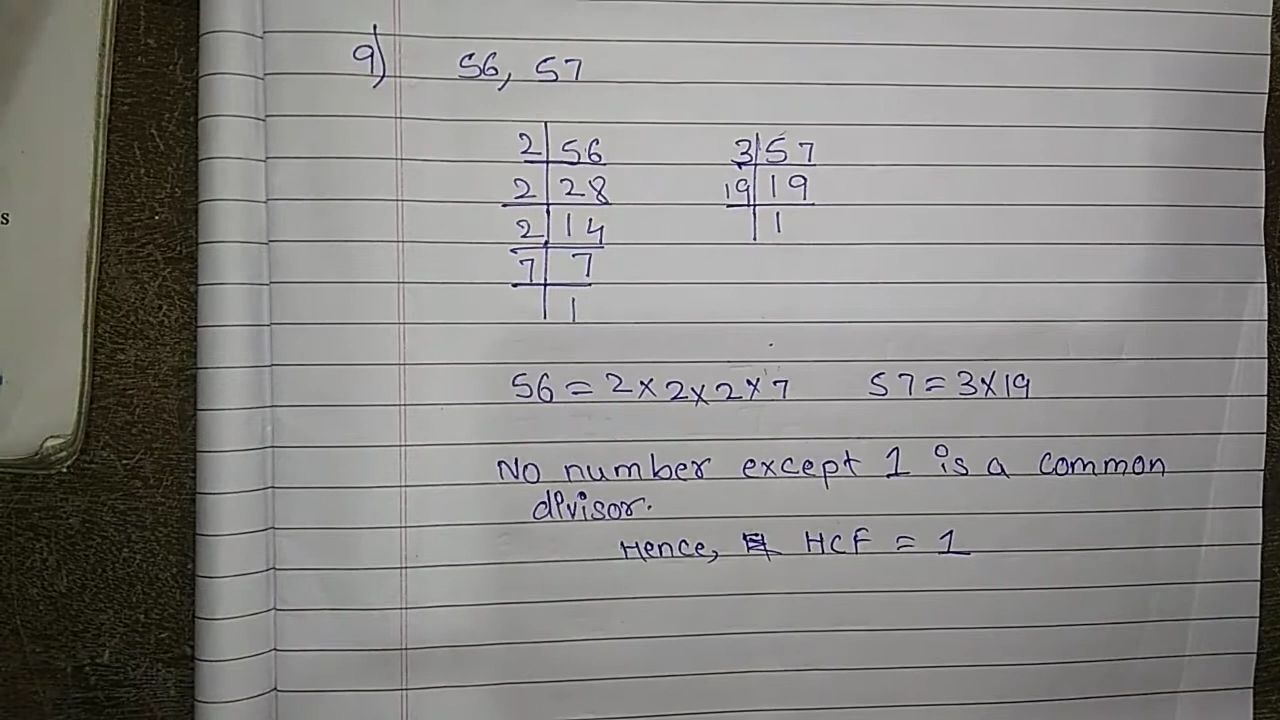 9) 56, 57
2 56 3 57
2 28 19 19
2 14 1
7 7
1
56 = 2 × 2 × 2 × 7 57 = 3 × 19
No number except 1 is a common
divisor.
Hence, HCF = 1
s